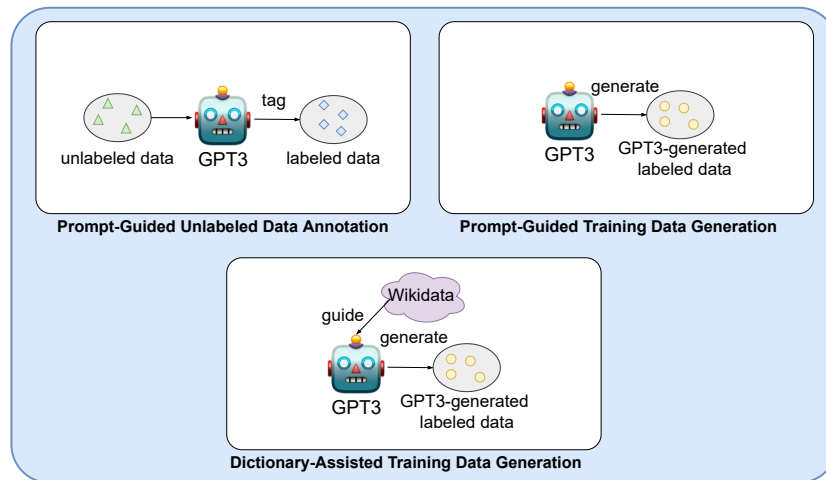 tag
unlabeled data
GPT3
labeled data
Prompt-Guided Unlabeled Data Annotation
generate
GPT3
GPT3-generated
labeled data
Prompt-Guided Training Data Generation
Wikidata
guide
generate
GPT3
GPT3-generated
labeled data
Dictionary-Assisted Training Data Generation